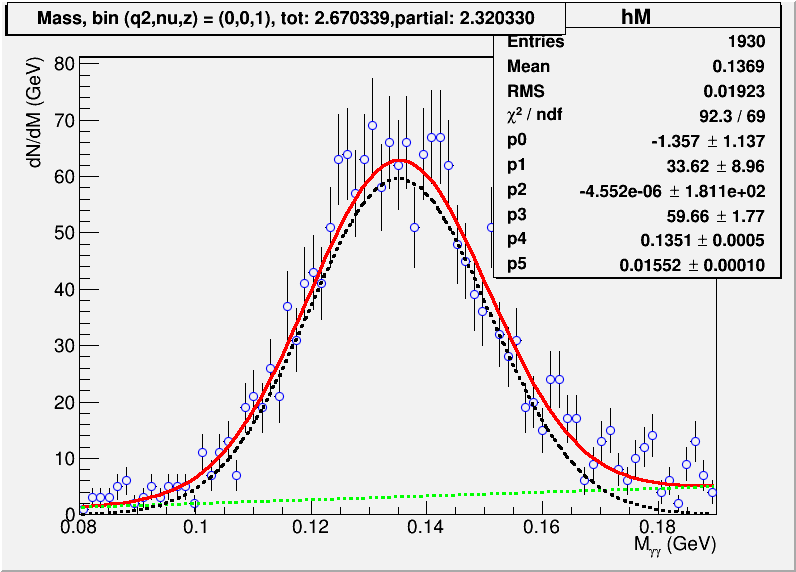 Mass, bin (q2,nu,z) = (0,0,1), tot: 2.670339,partial: 2.320330
hM
Entries 1930
Mean 0.1369
RMS 0.01923
χ² / ndf 92.3 / 69
p0 -1.357 ± 1.137
p1 33.62 ± 8.96
p2 -4.552e-06 ± 1.811e+02
p3 59.66 ± 1.77
p4 0.1351 ± 0.0005
p5 0.01552 ± 0.00010
dN/dM (GeV)
80
70
60
50
40
30
20
10
0
0.08 0.1 0.12 0.14 0.16 0.18
Mγγ (GeV)